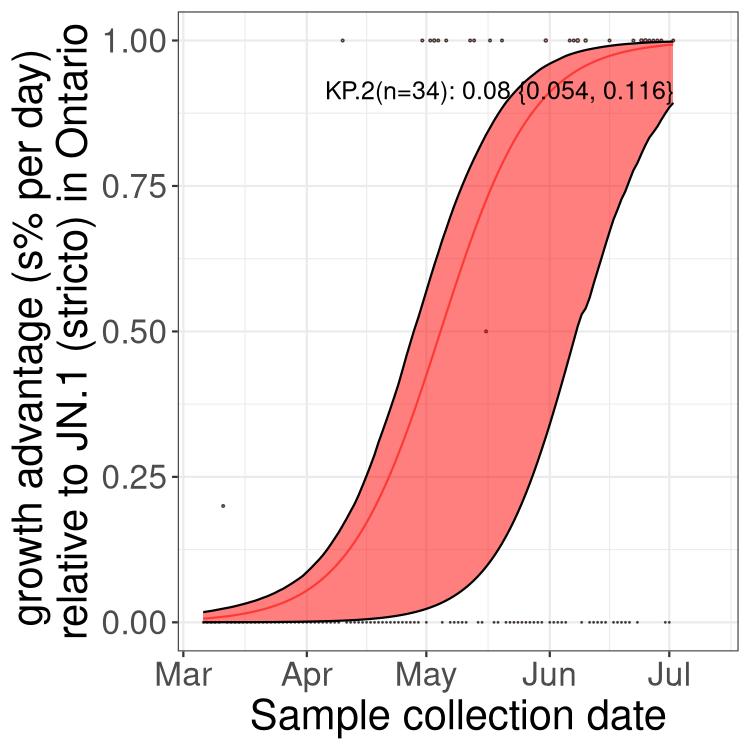 growth advantage (s% per day)
relative to JN.1 (stricto) in Ontario
1.00
0.75
0.50
0.25
0.00
KP.2(n=34): 0.08 {0.054, 0.116}
Mar Apr May Jun Jul
Sample collection date